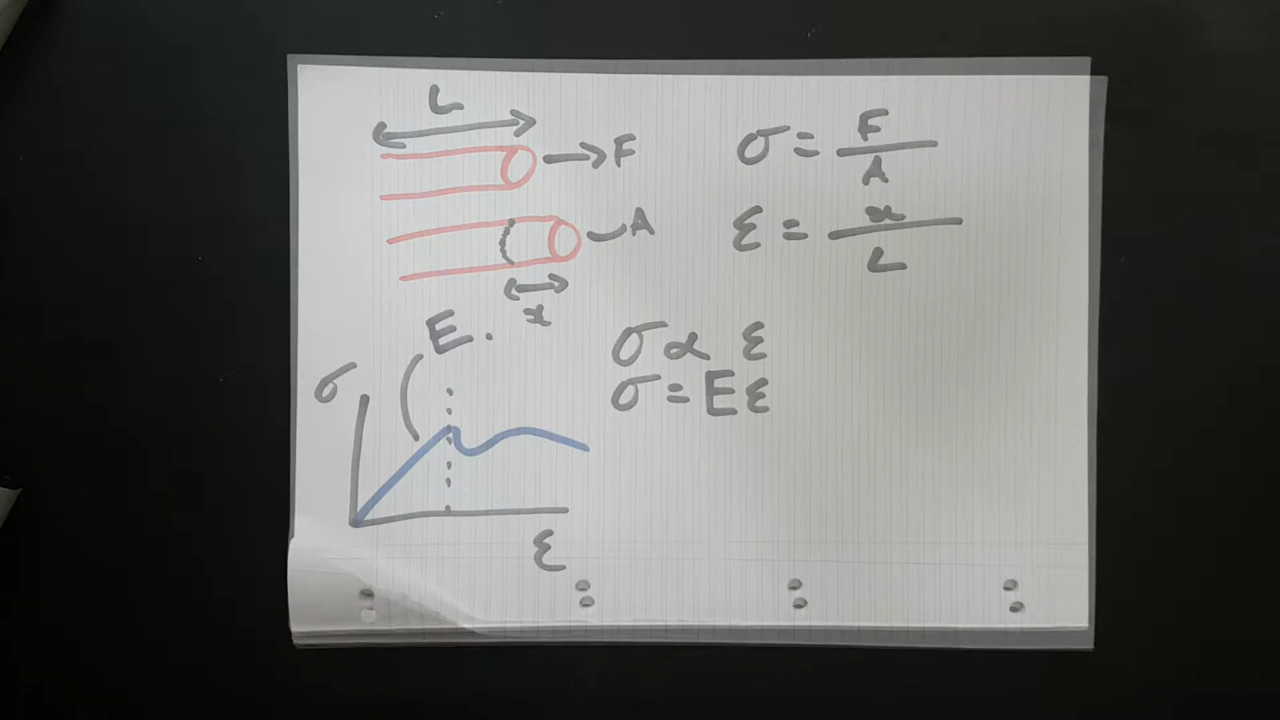 L
F
σ = F/A
A
ε = x/L
x
E.
σ ∝ ε
σ = Eε
σ
ε